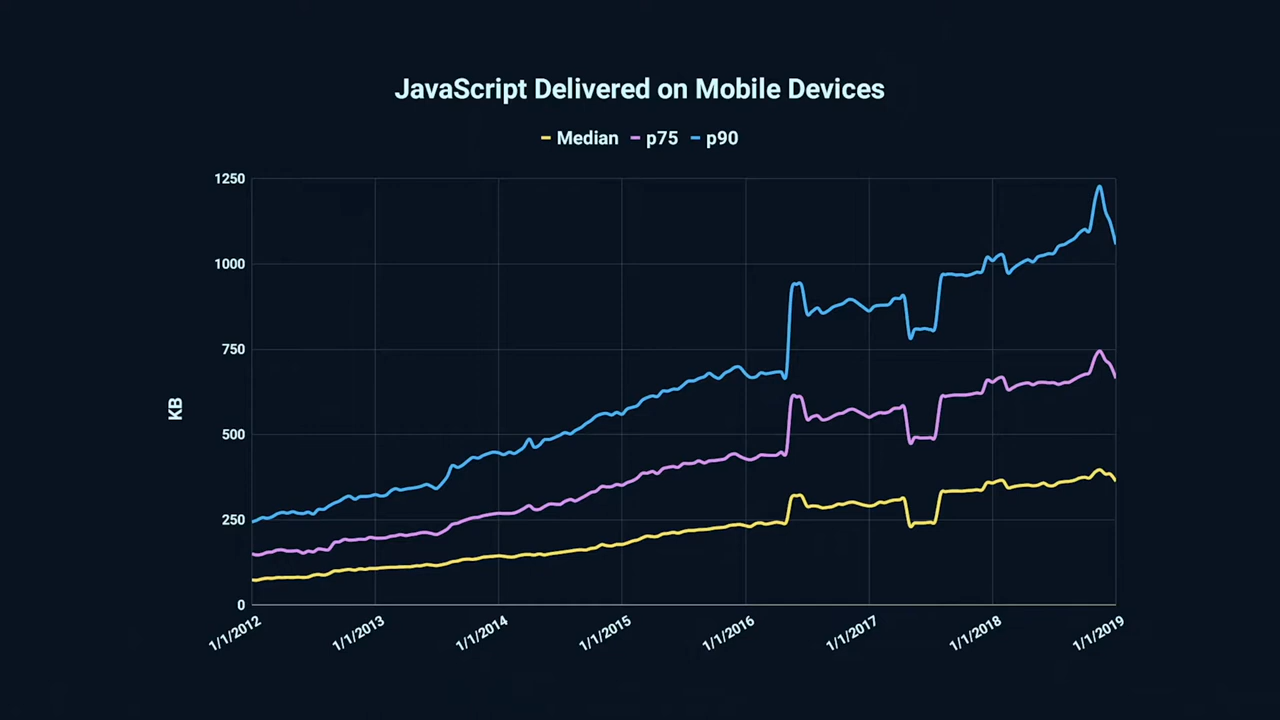 JavaScript Delivered on Mobile Devices
Median p75 p90
1250
1000
750
500
250
0
KB
1/1/2012 1/1/2013 1/1/2014 1/1/2015 1/1/2016 1/1/2017 1/1/2018 1/1/2019